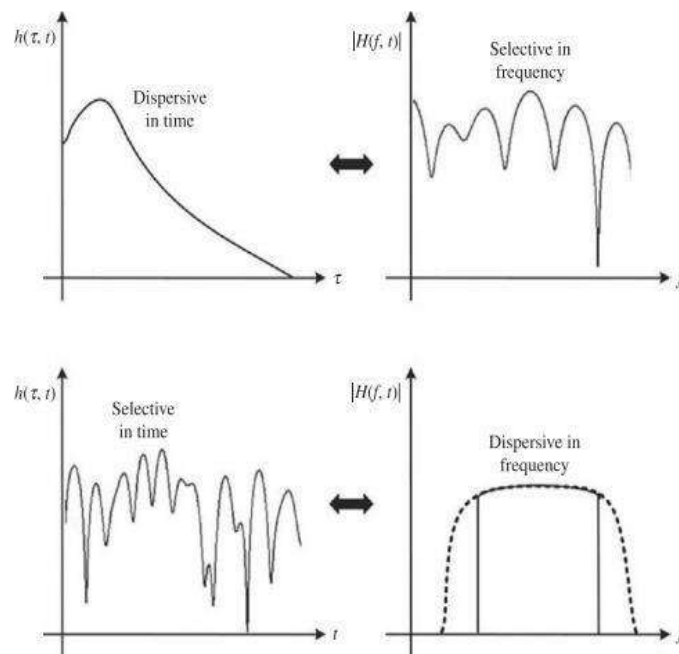 h(τ, t)
Dispersive
in time
τ
|H(f, t)|
Selective in
frequency
h(τ, t)
Selective
in time
t
|H(f, t)|
Dispersive in
frequency